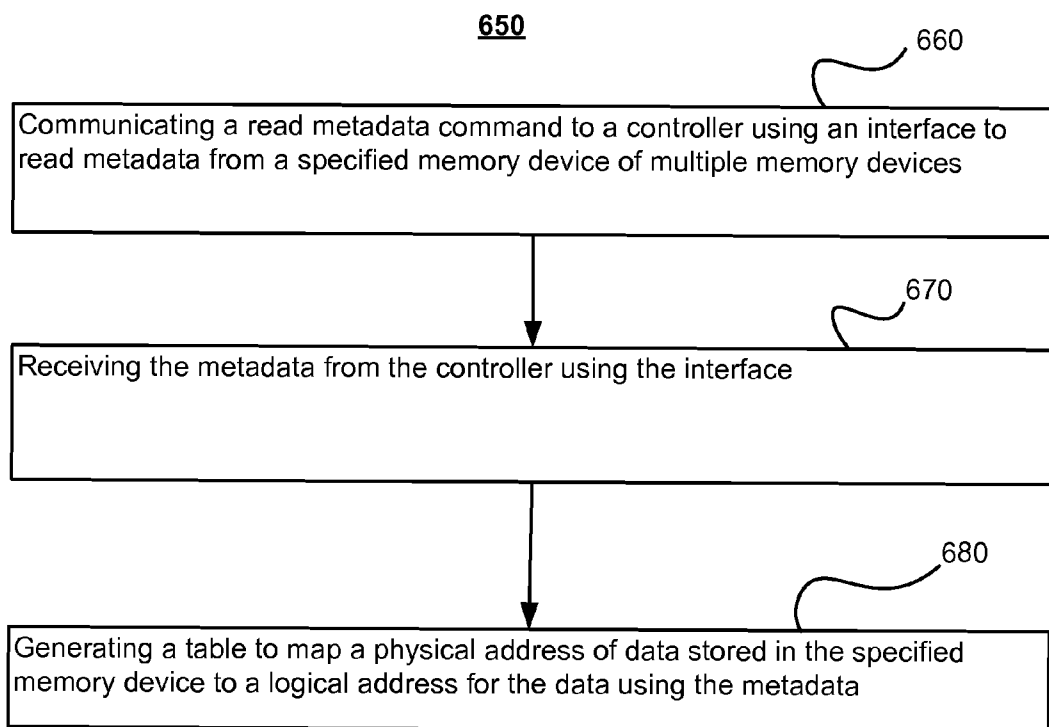 650
660
Communicating a read metadata command to a controller using an interface to
read metadata from a specified memory device of multiple memory devices
670
Receiving the metadata from the controller using the interface
680
Generating a table to map a physical address of data stored in the specified
memory device to a logical address for the data using the metadata